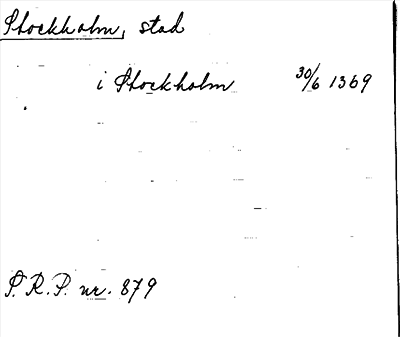 Stockholm, stad
i Stockholm 30/6 1369
S. R. P. nr. 879